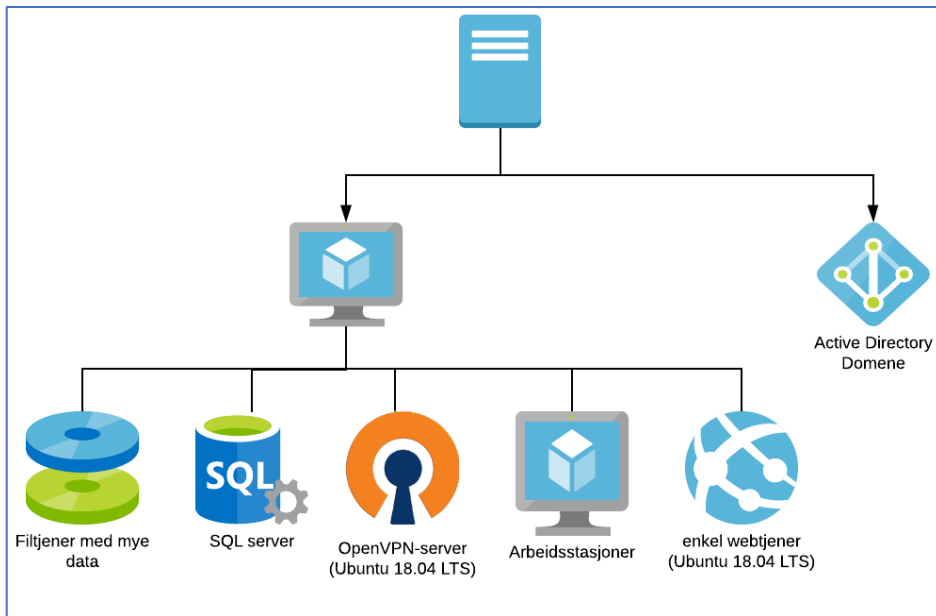 Active Directory
Domene
SQL
Filtjener med mye
data
SQL server
OpenVPN-server
(Ubuntu 18.04 LTS)
Arbeidsstasjoner
enkel webtjener
(Ubuntu 18.04 LTS)